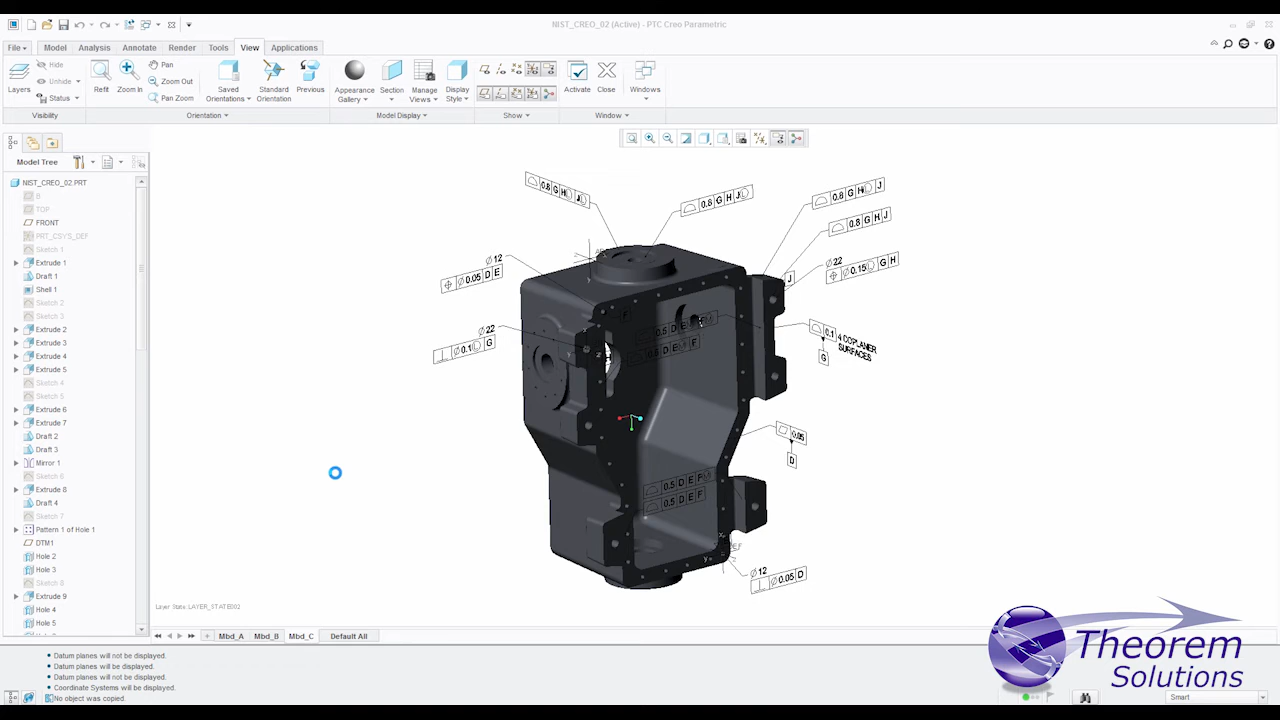 NIST_CREO_02 (Active) - PTC Creo Parametric
File Model Analysis Annotate Render Tools View Applications
Layers
Hide
Unhide
Status
Visibility
Refit
Zoom In
Pan
Zoom Out
Pan Zoom
Saved Orientations
Standard Orientation
Previous
Orientation
Appearance Gallery
Section
Manage Views
Display Style
Model Display
Show
Activate
Close
Windows
Window
Model Tree
NIST_CREO_02.PRT
TOP
FRONT
PRT_CSYS_DEF
Sketch 1
Extrude 1
Draft 1
Shell 1
Sketch 2
Sketch 3
Extrude 2
Extrude 3
Extrude 4
Extrude 5
Sketch 4
Sketch 5
Extrude 6
Extrude 7
Draft 2
Draft 3
Mirror 1
Sketch 6
Extrude 8
Draft 4
Sketch 7
Pattern 1 of Hole 1
DTM1
Hole 2
Hole 3
Sketch 8
Extrude 9
Hole 4
Hole 5
0.8 G H J
0.8 G H J
0.8 G H J
0.8 G H J
Ø22
Ø0.15 G H
J
Ø12
Ø0.05 D E
Ø22
Ø0.1 G
0.1 4 COPLANER
SURFACES
G
0.5 D E F
0.5 D E F
0.05
D
0.5 D E F
0.5 D E F
Ø12
Ø0.05 D
Layer State: LAYER_STATE002
Mbd_A Mbd_B Mbd_C Default All
Datum planes will not be displayed.
Datum planes will be displayed.
Datum planes will not be displayed.
Coordinate Systems will be displayed.
No object was copied.
Theorem
Solutions
Smart